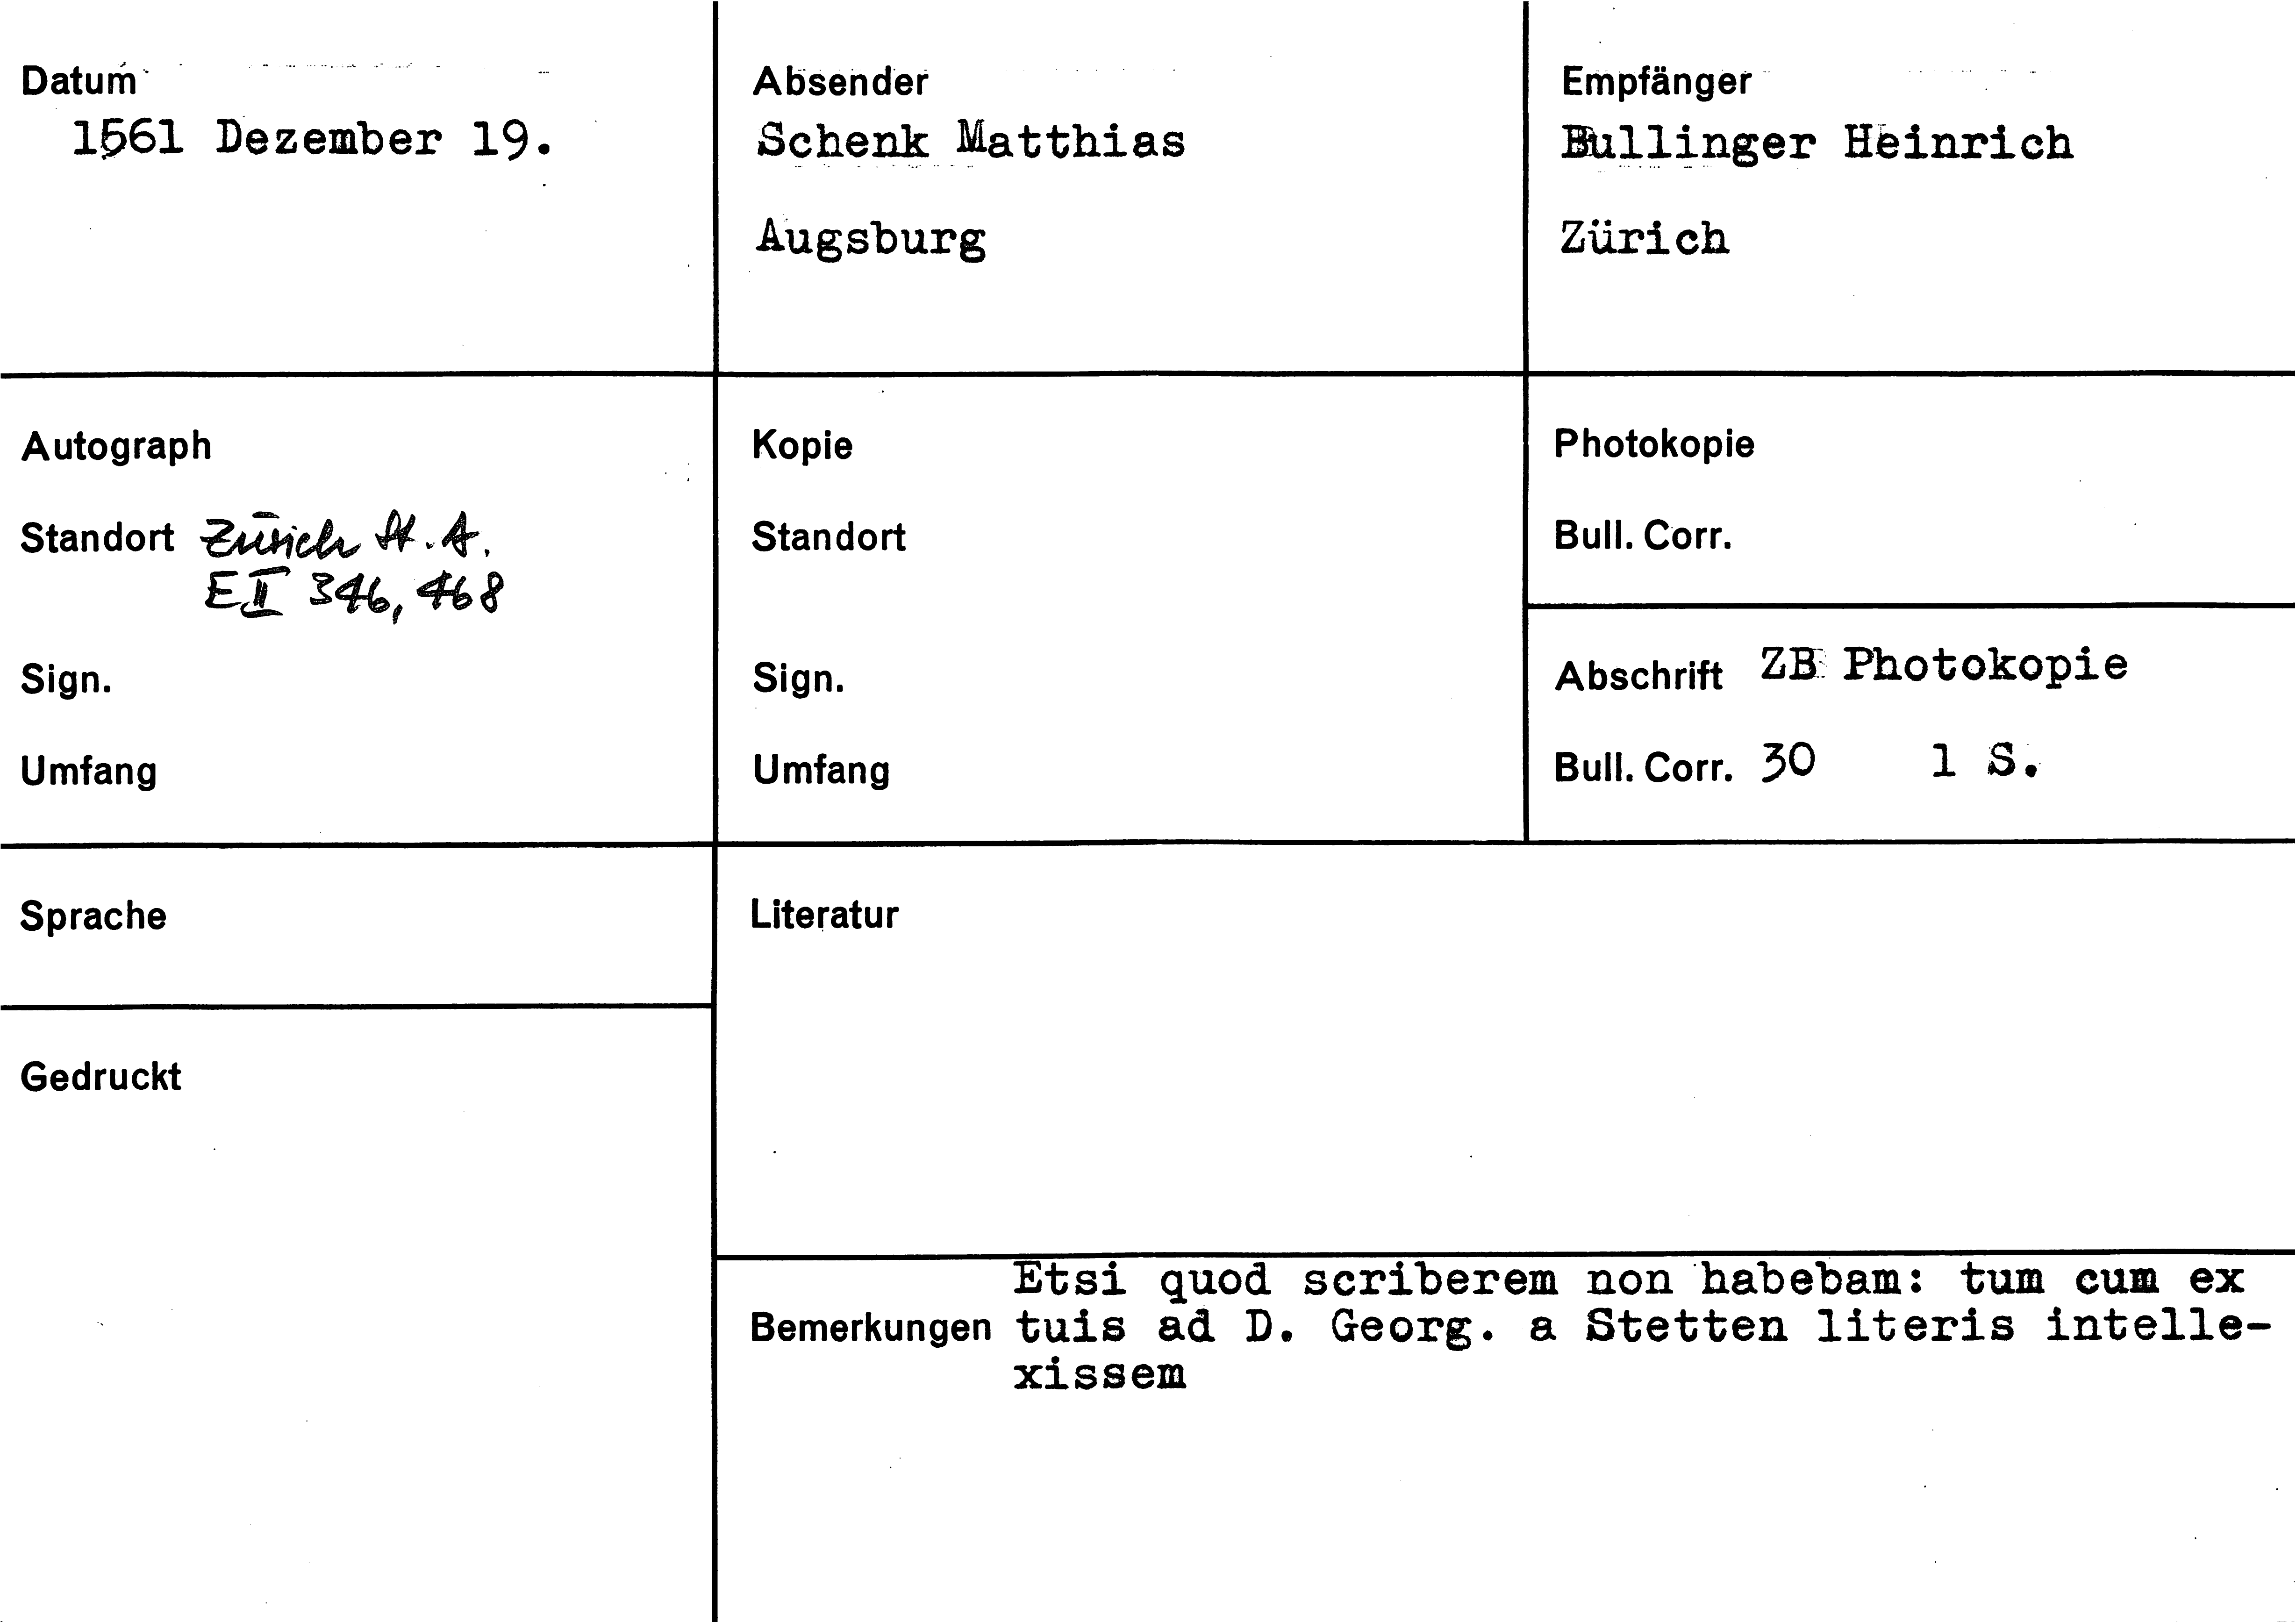 Datum
1561 Dezember 19.
Absender
Schenk Matthias
Augsburg
Empfänger
Bullinger Heinrich
Zürich
Autograph
Standort Zürich St.A.
E II 346, 468
Sign.
Umfang
Kopie
Standort
Sign.
Umfang
Photokopie
Bull. Corr.
Abschrift ZB Photokopie
Bull. Corr. 30 1 S.
Sprache
Gedruckt
Literatur
Etsi quod scriberem non habebam: tum cum ex
Bemerkungen tuis ad D. Georg. a Stetten literis intelle-
xissem